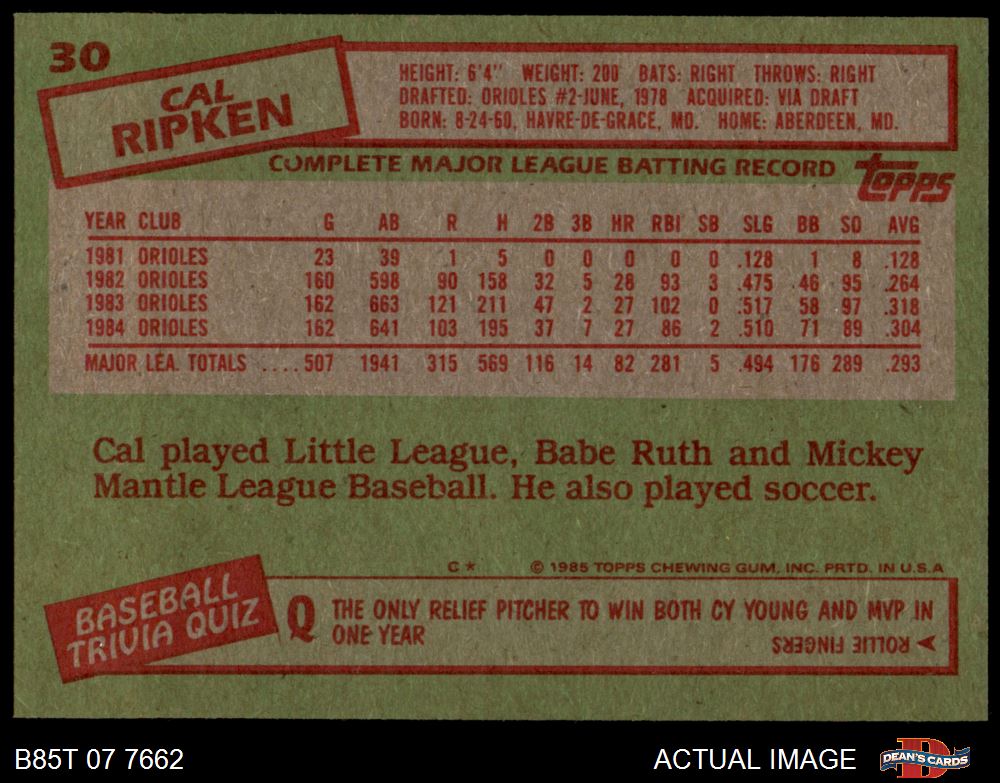 30
CAL
RIPKEN
HEIGHT: 6'4" WEIGHT: 200 BATS: RIGHT THROWS: RIGHT
DRAFTED: ORIOLES #2-JUNE, 1978 ACQUIRED: VIA DRAFT
BORN: 8-24-60, HAVRE-DE-GRACE, MD. HOME: ABERDEEN, MD.
COMPLETE MAJOR LEAGUE BATTING RECORD
topps
YEAR CLUB G AB R H 2B 3B HR RBI SB SLG BB SO AVG
1981 ORIOLES 23 39 1 5 0 0 0 0 0 .128 1 8 .128
1982 ORIOLES 160 598 90 158 32 5 28 93 3 .475 46 95 .264
1983 ORIOLES 162 663 121 211 47 2 27 102 0 .517 58 97 .318
1984 ORIOLES 162 641 103 195 37 7 27 86 2 .510 71 89 .304
MAJOR LEA. TOTALS ....507 1941 315 569 116 14 82 281 5 .494 176 289 .293
Cal played Little League, Babe Ruth and Mickey
Mantle League Baseball. He also played soccer.
C * © 1985 TOPPS CHEWING GUM, INC. PRTD. IN U.S.A
BASEBALL
TRIVIA QUIZ
Q THE ONLY RELIEF PITCHER TO WIN BOTH CY YOUNG AND MVP IN
ONE YEAR
ROLLIE FINGERS
B85T 07 7662
ACTUAL IMAGE
DEAN'S CARDS